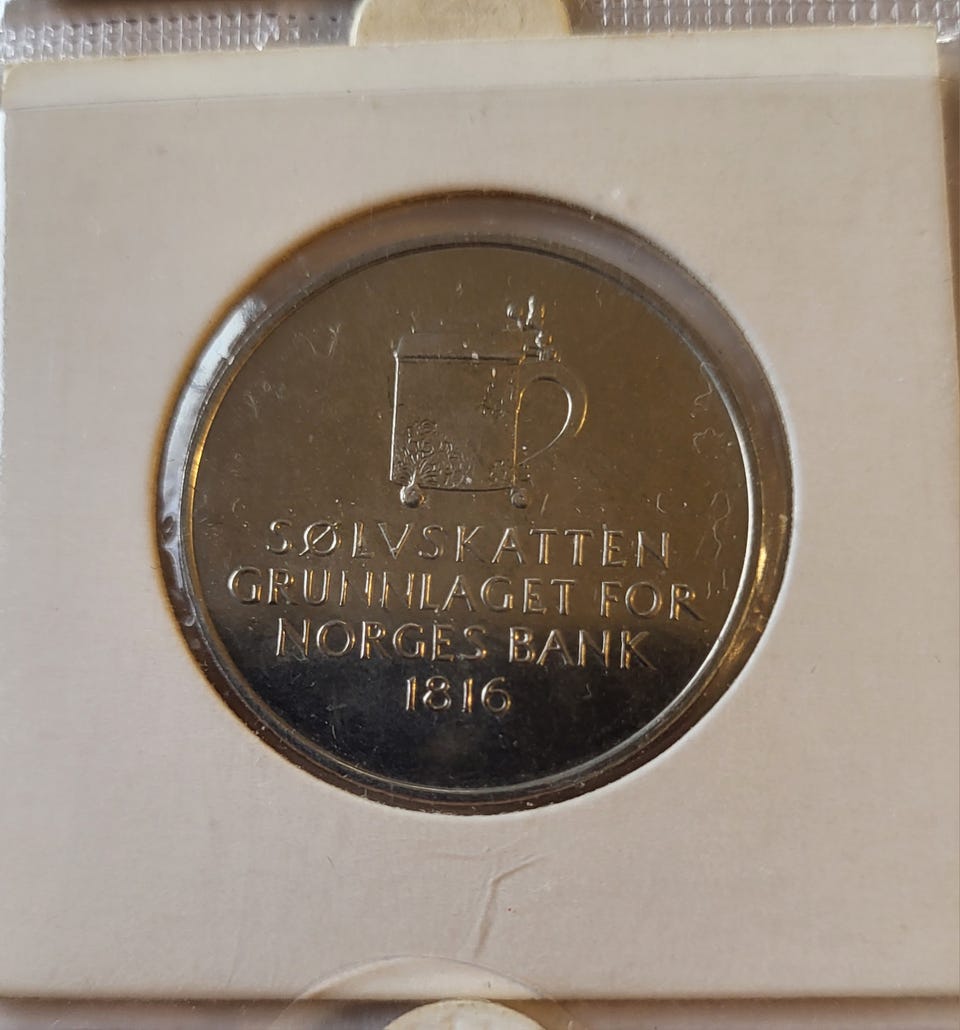 SØLVSKATTEN
GRUNNLAGET FOR
NORGES BANK
1816